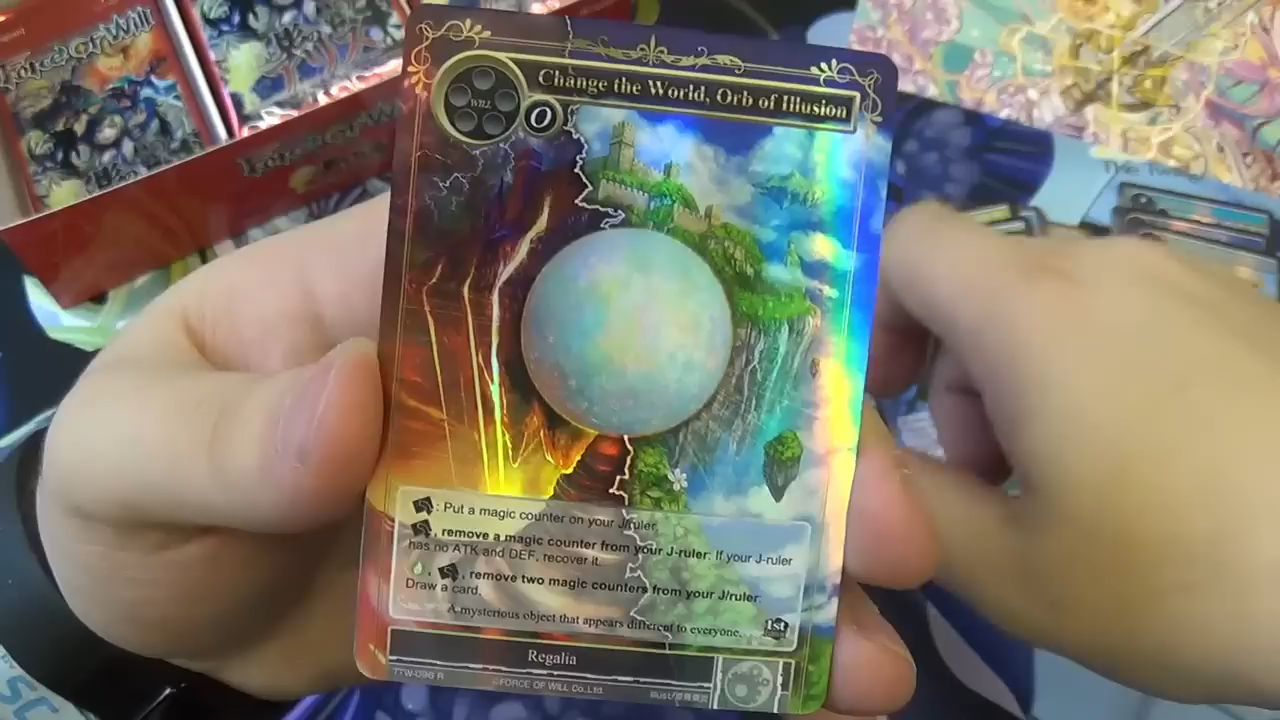 Force of Will
Force of Will
WILL
0
Change the World, Orb of Illusion
: Put a magic counter on your J/ruler.
, remove a magic counter from your J-ruler: If your J-ruler
has no ATK and DEF, recover it.
, , remove two magic counters from your J/ruler:
Draw a card.
A mysterious object that appears different to everyone.
1st
Regalia
TTW-096 R
©FORCE OF WILL Co.,Ltd.
Illust/